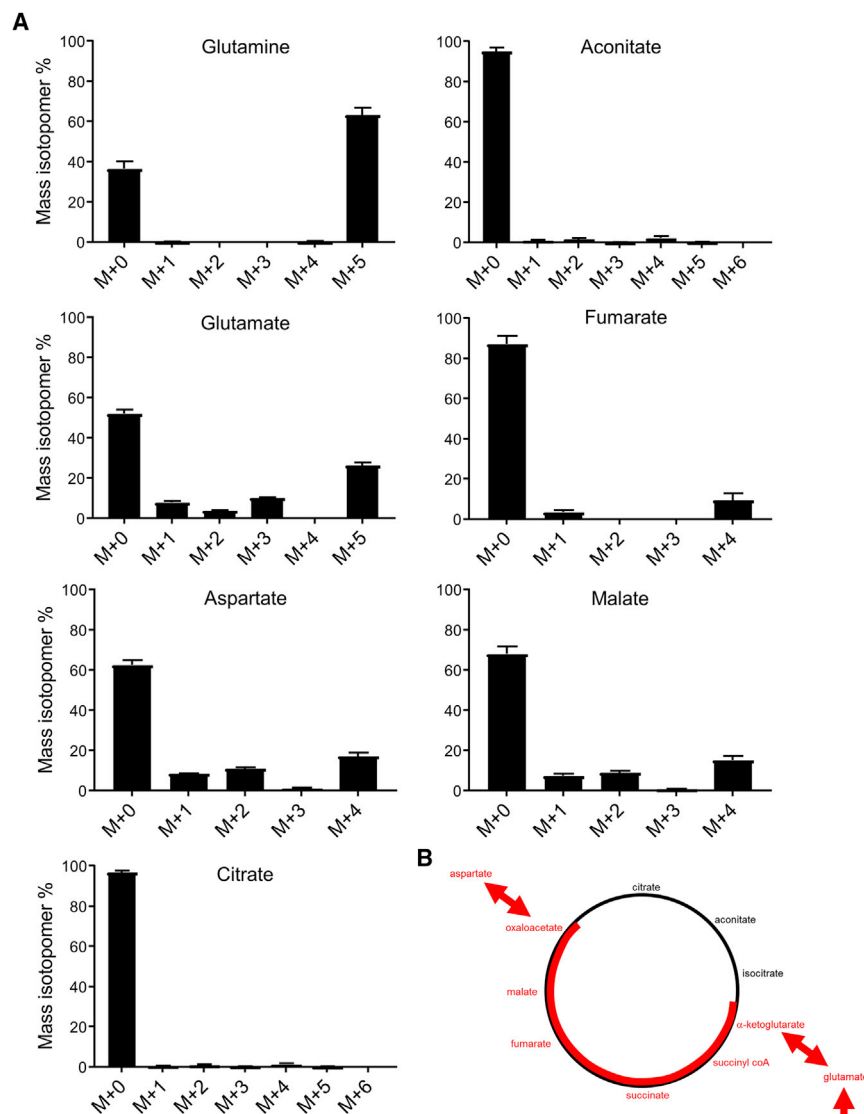 A
Glutamine
Mass isotopomer %
100
80
60
40
20
0
M+0 M+1 M+2 M+3 M+4 M+5
Aconitate
100
80
60
40
20
0
M+0 M+1 M+2 M+3 M+4 M+5 M+6
Glutamate
Mass isotopomer %
100
80
60
40
20
0
M+0 M+1 M+2 M+3 M+4 M+5
Fumarate
100
80
60
40
20
0
M+0 M+1 M+2 M+3 M+4
Aspartate
Mass isotopomer %
100
80
60
40
20
0
M+0 M+1 M+2 M+3 M+4
Malate
100
80
60
40
20
0
M+0 M+1 M+2 M+3 M+4
Citrate
Mass isotopomer %
100
80
60
40
20
0
M+0 M+1 M+2 M+3 M+4 M+5 M+6
B
aspartate
citrate
oxaloacetate
aconitate
isocitrate
malate
α-ketoglutarate
fumarate
succinyl coA
glutamate
succinate